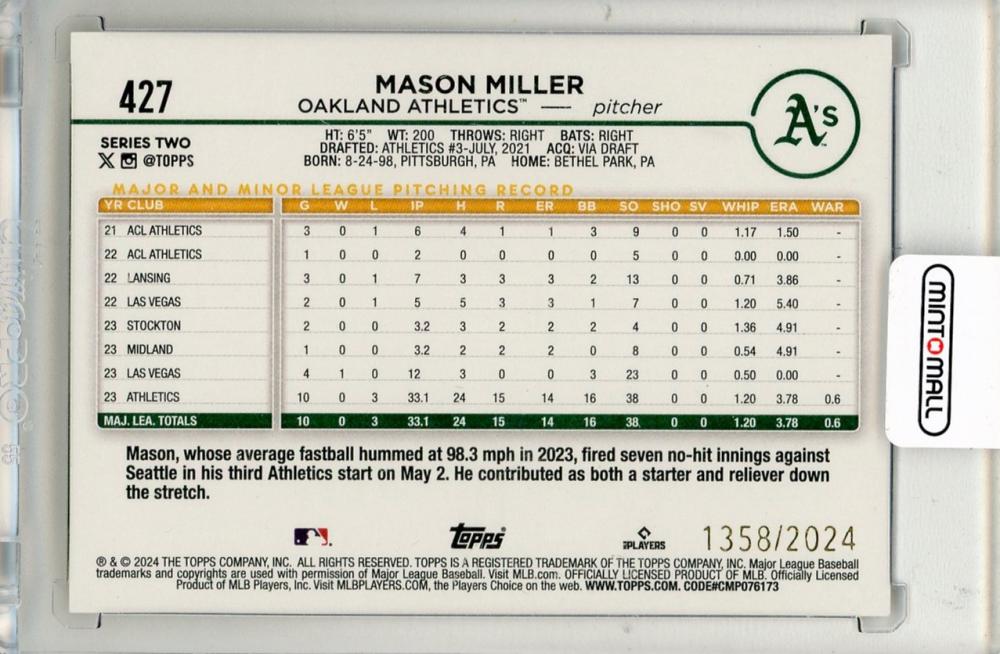 427
MASON MILLER
OAKLAND ATHLETICS™ — pitcher
A's
SERIES TWO
X @TOPPS
HT: 6'5" WT: 200 THROWS: RIGHT BATS: RIGHT
DRAFTED: ATHLETICS #3-JULY, 2021 ACQ: VIA DRAFT
BORN: 8-24-98, PITTSBURGH, PA HOME: BETHEL PARK, PA
MAJOR AND MINOR LEAGUE PITCHING RECORD
YR CLUB G W L IP H R ER BB SO SHO SV WHIP ERA WAR
21 ACL ATHLETICS 3 0 1 6 4 1 1 3 9 0 0 1.17 1.50 -
22 ACL ATHLETICS 1 0 0 2 0 0 0 0 5 0 0 0.00 0.00 -
22 LANSING 3 0 1 7 3 3 3 2 13 0 0 0.71 3.86 -
22 LAS VEGAS 2 0 1 5 5 3 3 1 7 0 0 1.20 5.40 -
23 STOCKTON 2 0 0 3.2 3 2 2 2 4 0 0 1.36 4.91 -
23 MIDLAND 1 0 0 3.2 2 2 2 0 8 0 0 0.54 4.91 -
23 LAS VEGAS 4 1 0 12 3 0 0 3 23 0 0 0.50 0.00 -
23 ATHLETICS 10 0 3 33.1 24 15 14 16 38 0 0 1.20 3.78 0.6
MAJ. LEA. TOTALS 10 0 3 33.1 24 15 14 16 38 0 0 1.20 3.78 0.6
Mason, whose average fastball hummed at 98.3 mph in 2023, fired seven no-hit innings against
Seattle in his third Athletics start on May 2. He contributed as both a starter and reliever down
the stretch.
topps
PLAYERS
1358/2024
® & © 2024 THE TOPPS COMPANY, INC. ALL RIGHTS RESERVED. TOPPS IS A REGISTERED TRADEMARK OF THE TOPPS COMPANY, INC. Major League Baseball
trademarks and copyrights are used with permission of Major League Baseball. Visit MLB.com. OFFICIALLY LICENSED PRODUCT OF MLB. Officially Licensed
Product of MLB Players, Inc. Visit MLBPLAYERS.COM, the Players Choice on the web. WWW.TOPPS.COM. CODE#CMP076173
MINTOMALL